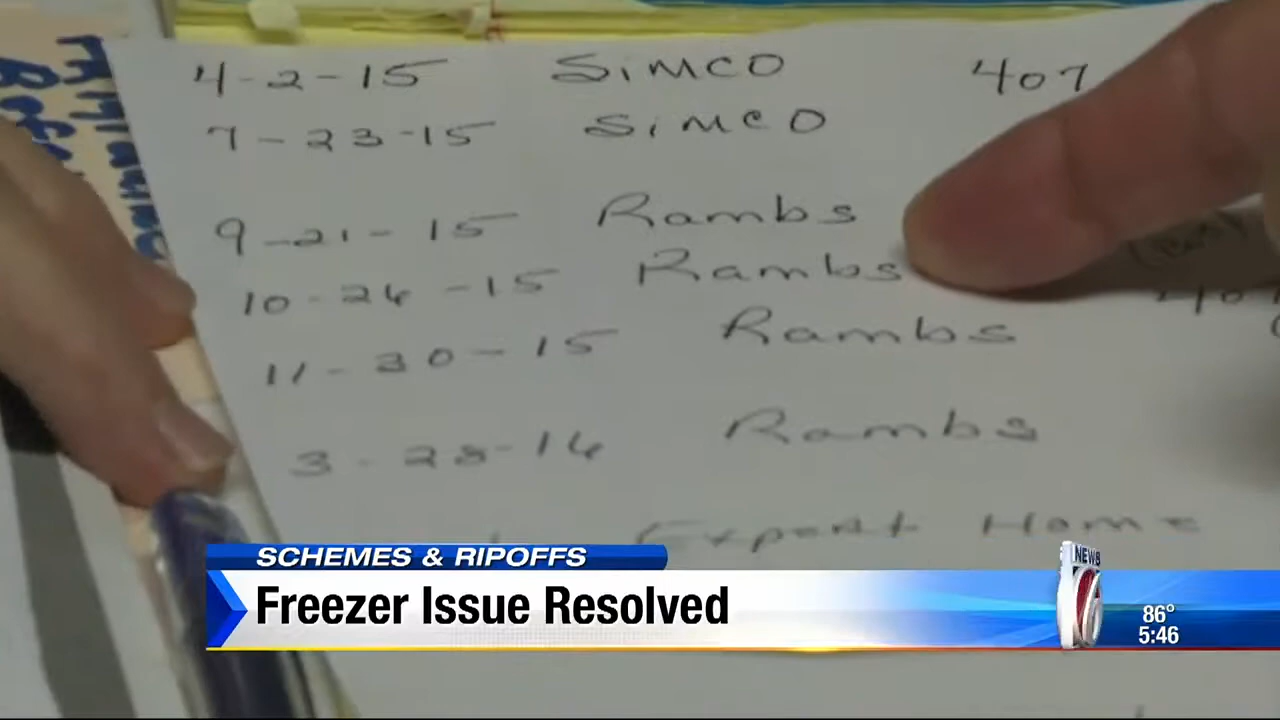 4-2-15 SiMCO 407
7-23-15 SiMCO
9-21-15 Rambs
10-26-15 Rambs
11-30-15 Rambs
3-28-16 Rambs
Expert Home
SCHEMES & RIPOFFS
Freezer Issue Resolved
NEWS
6
86°
5:46